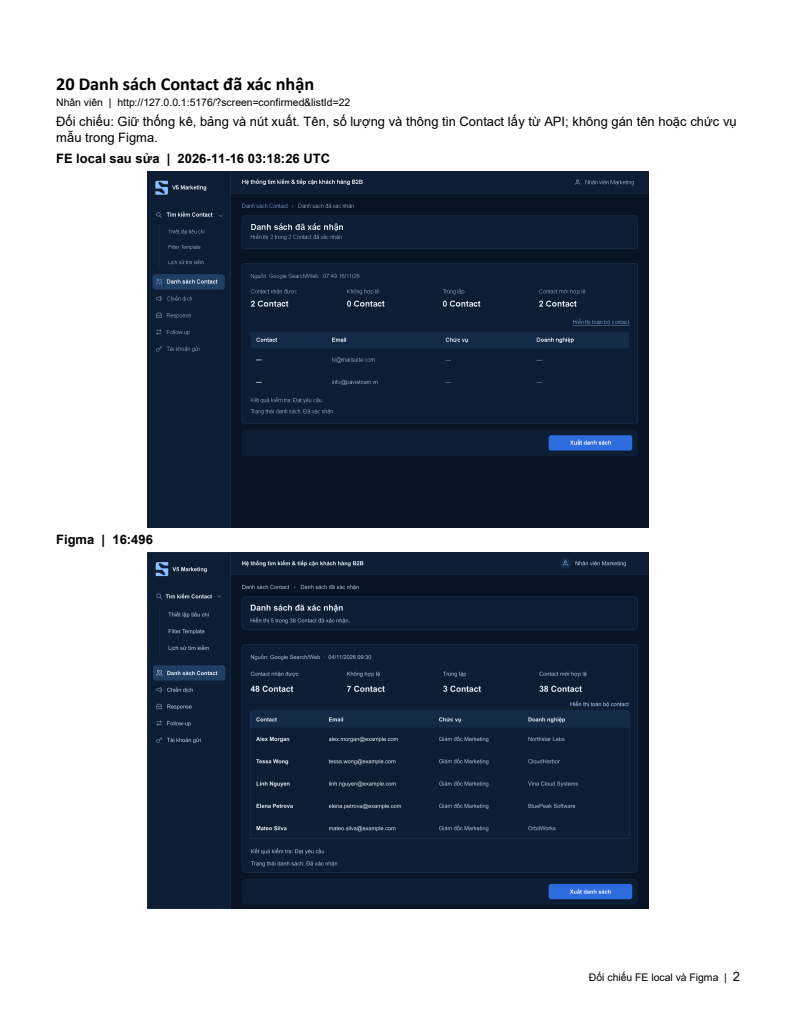 20 Danh sách Contact đã xác nhận
Nhân viên | http://127.0.0.1:5176/?screen=confirmed&listId=22
Đối chiếu: Giữ thống kê, bảng và nút xuất. Tên, số lượng và thông tin Contact lấy từ API; không gán tên hoặc chức vụ
mẫu trong Figma.
FE local sau sửa | 2026-11-16 03:18:26 UTC
V5 Marketing
Hệ thống tìm kiếm & tiếp cận khách hàng B2B
Nhân viên Marketing
Tìm kiếm Contact
Thiết lập tiêu chí
Filter Template
Lịch sử tìm kiếm
Danh sách Contact
Chiến dịch
Response
Follow-up
Tài khoản gửi
Danh sách Contact › Danh sách đã xác nhận
Danh sách đã xác nhận
Hiển thị 2 trong 2 Contact đã xác nhận.
Nguồn: Google Search/Web · 07:49 16/11/26
Contact nhận được Không hợp lệ Trùng lặp Contact mới hợp lệ
2 Contact 0 Contact 0 Contact 2 Contact
Hiển thị toàn bộ contact
Contact Email Chức vụ Doanh nghiệp
— hi@mailsuite.com — —
— info@pavietnam.vn — —
Kết quả kiểm tra: Đạt yêu cầu
Trạng thái danh sách: Đã xác nhận
Xuất danh sách
Figma | 16:496
V5 Marketing
Hệ thống tìm kiếm & tiếp cận khách hàng B2B
Nhân viên Marketing
Tìm kiếm Contact
Thiết lập tiêu chí
Filter Template
Lịch sử tìm kiếm
Danh sách Contact
Chiến dịch
Response
Follow-up
Tài khoản gửi
Danh sách Contact › Danh sách đã xác nhận
Danh sách đã xác nhận
Hiển thị 5 trong 38 Contact đã xác nhận.
Nguồn: Google Search/Web · 04/11/2026 09:30
Contact nhận được Không hợp lệ Trùng lặp Contact mới hợp lệ
48 Contact 7 Contact 3 Contact 38 Contact
Hiển thị toàn bộ contact
Contact Email Chức vụ Doanh nghiệp
Alex Morgan alex.morgan@example.com Giám đốc Marketing Northstar Labs
Tessa Wong tessa.wong@example.com Giám đốc Marketing CloudHarbor
Linh Nguyen linh.nguyen@example.com Giám đốc Marketing Vina Cloud Systems
Elena Petrova elena.petrova@example.com Giám đốc Marketing BluePeak Software
Mateo Silva mateo.silva@example.com Giám đốc Marketing OrbitWorks
Kết quả kiểm tra: Đạt yêu cầu
Trạng thái danh sách: Đã xác nhận
Xuất danh sách
Đối chiếu FE local và Figma | 2